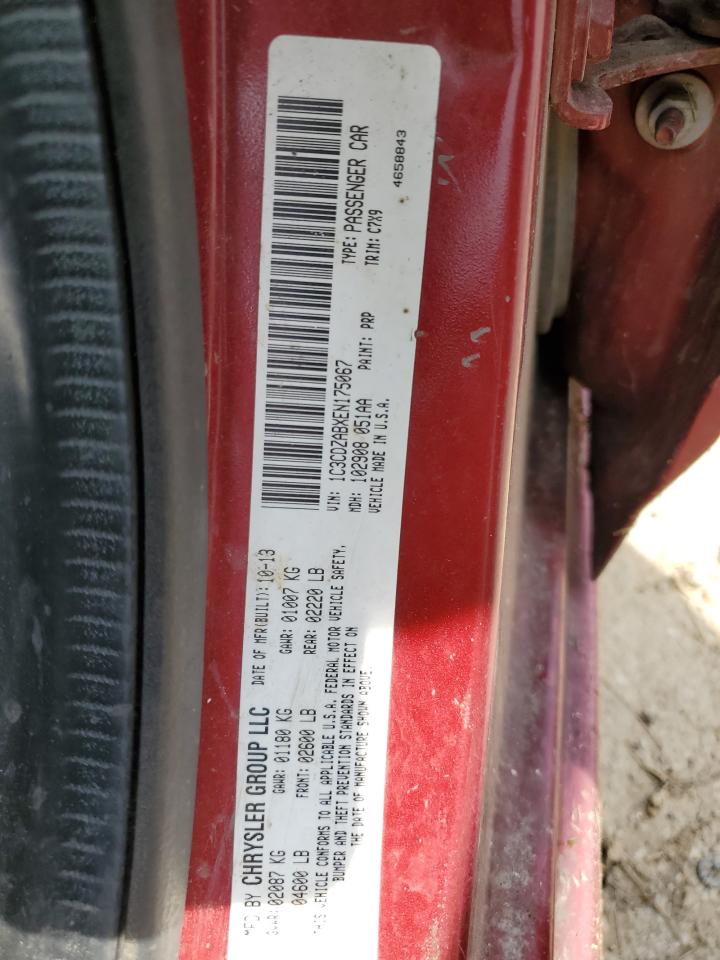 MFD BY CHRYSLER GROUP LLC DATE OF MFR(BUILT): 10-13
GVWR: 02087 KG GAWR: 01180 KG GAWR: 01007 KG
04600 LB FRONT: 02600 LB REAR: 02220 LB
THIS VEHICLE CONFORMS TO ALL APPLICABLE U.S.A. FEDERAL MOTOR VEHICLE SAFETY,
BUMPER AND THEFT PREVENTION STANDARDS IN EFFECT ON
THE DATE OF MANUFACTURE SHOWN ABOVE.
VIN: 1C3CDZABXEN175067 TYPE: PASSENGER CAR
MDH: 102908 051AA PAINT: PRP TRIM: C7X9
VEHICLE MADE IN U.S.A.
4658843